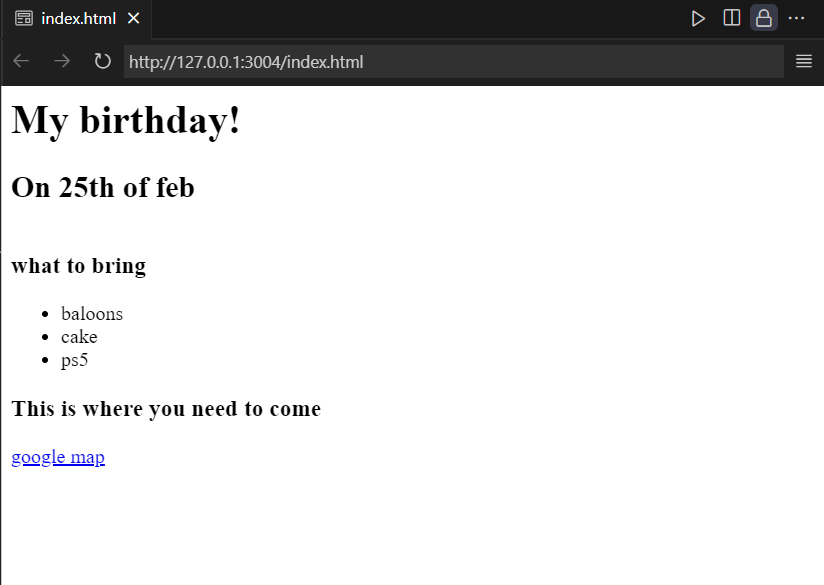 index.html
http://127.0.0.1:3004/index.html
My birthday!
On 25th of feb
what to bring
baloons
cake
ps5
This is where you need to come
google map